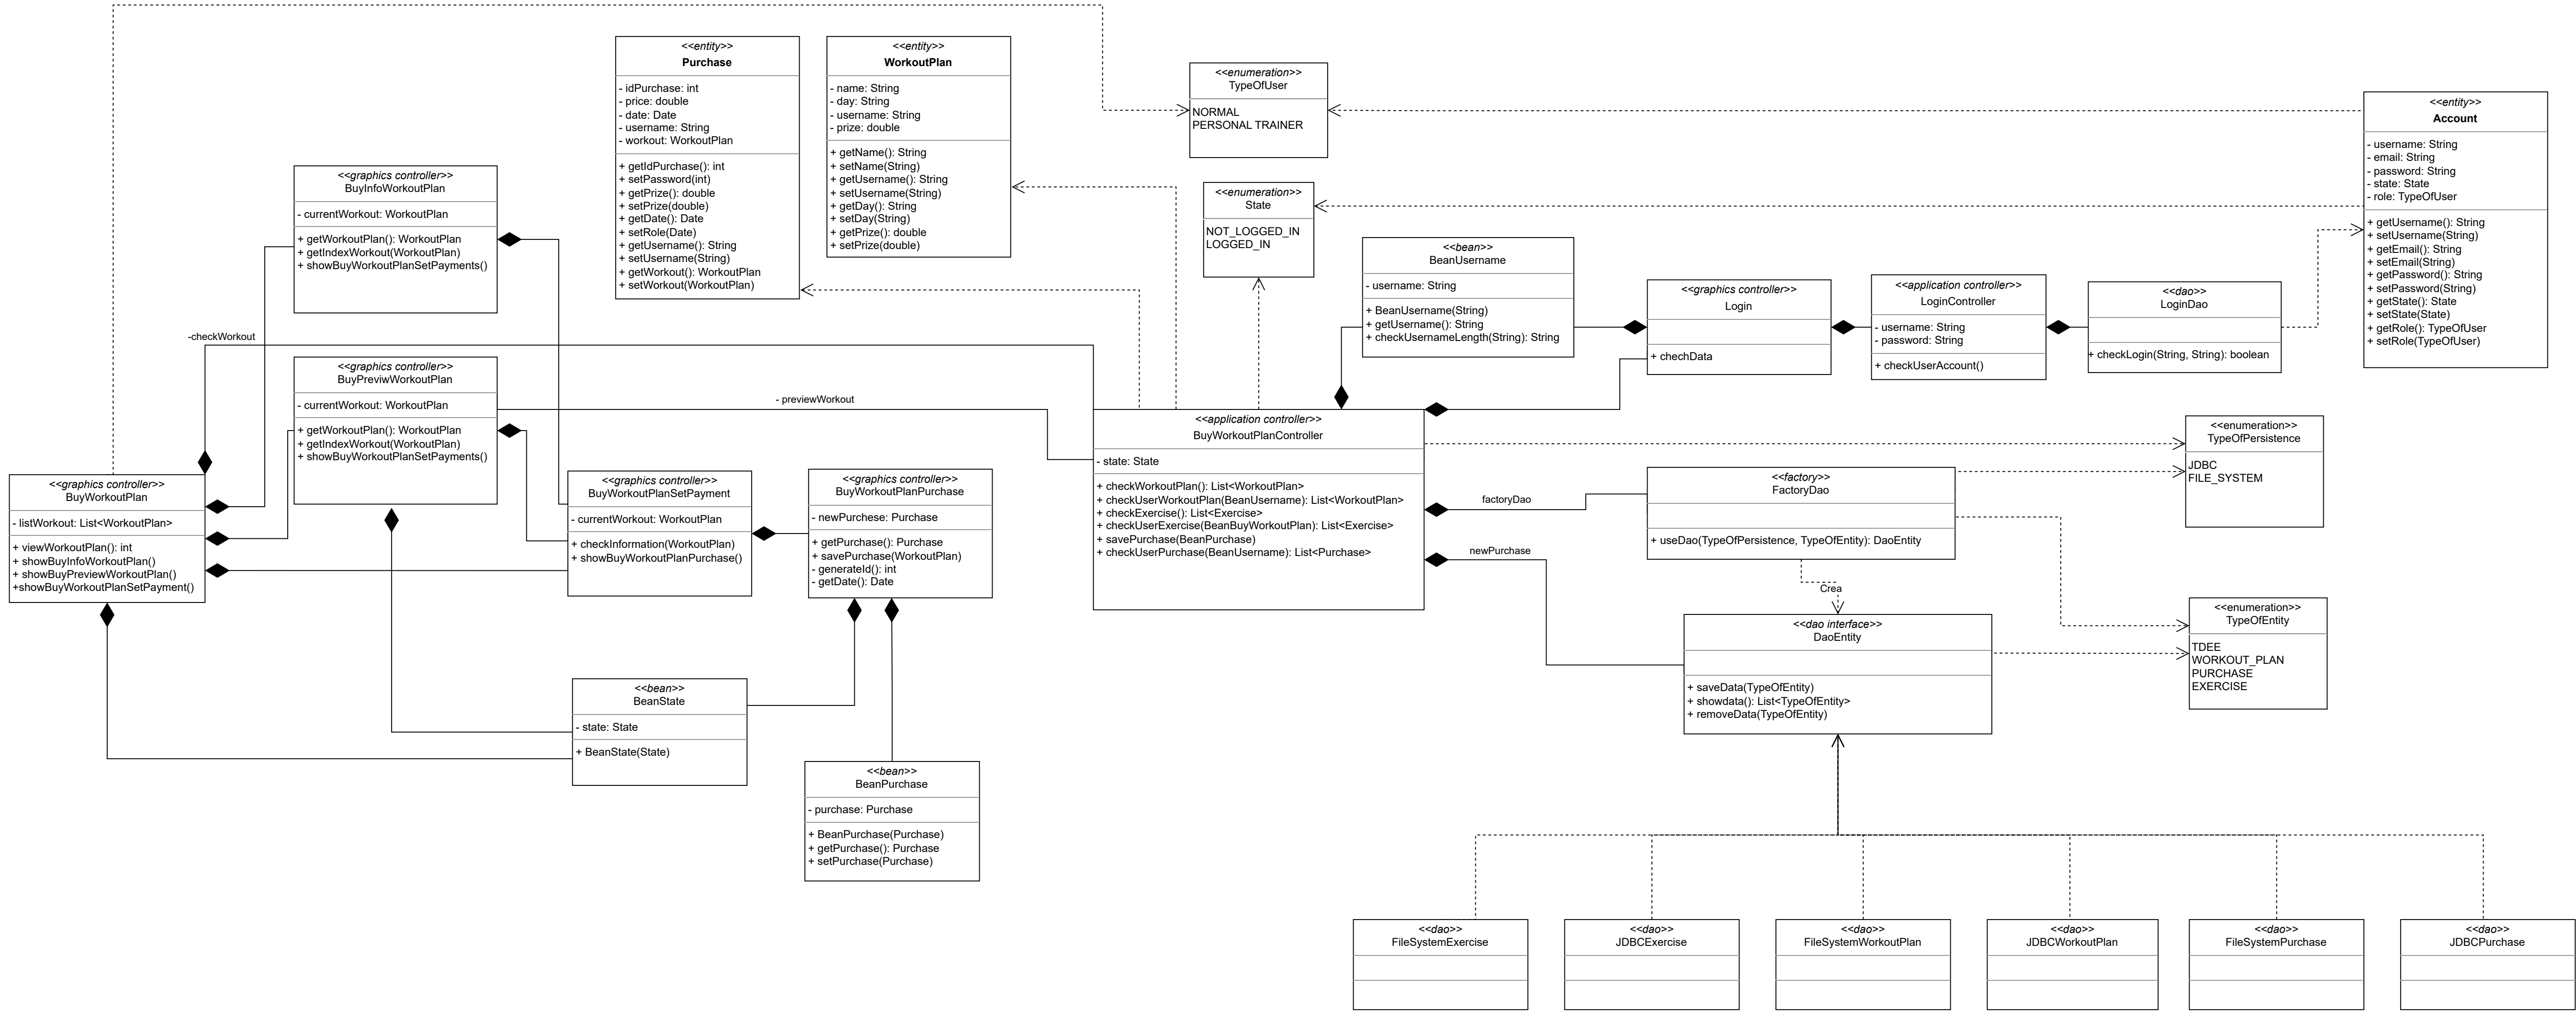 <<entity>>
Purchase
- idPurchase: int
- price: double
- date: Date
- username: String
- workout: WorkoutPlan
+ getIdPurchase(): int
+ setPassword(int)
+ getPrize(): double
+ setPrize(double)
+ getDate(): Date
+ setRole(Date)
+ getUsername(): String
+ setUsername(String)
+ getWorkout(): WorkoutPlan
+ setWorkout(WorkoutPlan)
<<entity>>
WorkoutPlan
- name: String
- day: String
- username: String
- prize: double
+ getName(): String
+ setName(String)
+ getUsername(): String
+ setUsername(String)
+ getDay(): String
+ setDay(String)
+ getPrize(): double
+ setPrize(double)
<<enumeration>>
TypeOfUser
NORMAL
PERSONAL TRAINER
<<entity>>
Account
- username: String
- email: String
- password: String
- state: State
- role: TypeOfUser
+ getUsername(): String
+ setUsername(String)
+ getEmail(): String
+ setEmail(String)
+ getPassword(): String
+ setPassword(String)
+ getState(): State
+ setState(State)
+ getRole(): TypeOfUser
+ setRole(TypeOfUser)
<<graphics controller>>
BuyInfoWorkoutPlan
- currentWorkout: WorkoutPlan
+ getWorkoutPlan(): WorkoutPlan
+ getIndexWorkout(WorkoutPlan)
+ showBuyWorkoutPlanSetPayments()
<<enumeration>>
State
NOT_LOGGED_IN
LOGGED_IN
<<bean>>
BeanUsername
- username: String
+ BeanUsername(String)
+ getUsername(): String
+ checkUsernameLength(String): String
<<graphics controller>>
Login
+ chechData
<<application controller>>
LoginController
- username: String
- password: String
+ checkUserAccount()
<<dao>>
LoginDao
+ checkLogin(String, String): boolean
-checkWorkout
<<graphics controller>>
BuyPreviwWorkoutPlan
- currentWorkout: WorkoutPlan
+ getWorkoutPlan(): WorkoutPlan
+ getIndexWorkout(WorkoutPlan)
+ showBuyWorkoutPlanSetPayments()
- previewWorkout
<<application controller>>
BuyWorkoutPlanController
- state: State
+ checkWorkoutPlan(): List<WorkoutPlan>
+ checkUserWorkoutPlan(BeanUsername): List<WorkoutPlan>
+ checkExercise(): List<Exercise>
+ checkUserExercise(BeanBuyWorkoutPlan): List<Exercise>
+ savePurchase(BeanPurchase)
+ checkUserPurchase(BeanUsername): List<Purchase>
<<enumeration>>
TypeOfPersistence
JDBC
FILE_SYSTEM
<<graphics controller>>
BuyWorkoutPlan
- listWorkout: List<WorkoutPlan>
+ viewWorkoutPlan(): int
+ showBuyInfoWorkoutPlan()
+ showBuyPreviewWorkoutPlan()
+showBuyWorkoutPlanSetPayment()
<<graphics controller>>
BuyWorkoutPlanSetPayment
- currentWorkout: WorkoutPlan
+ checkInformation(WorkoutPlan)
+ showBuyWorkoutPlanPurchase()
<<graphics controller>>
BuyWorkoutPlanPurchase
- newPurchese: Purchase
+ getPurchase(): Purchase
+ savePurchase(WorkoutPlan)
- generateId(): int
- getDate(): Date
factoryDao
<<factory>>
FactoryDao
+ useDao(TypeOfPersistence, TypeOfEntity): DaoEntity
newPurchase
Crea
<<enumeration>>
TypeOfEntity
TDEE
WORKOUT_PLAN
PURCHASE
EXERCISE
<<dao interface>>
DaoEntity
+ saveData(TypeOfEntity)
+ showdata(): List<TypeOfEntity>
+ removeData(TypeOfEntity)
<<bean>>
BeanState
- state: State
+ BeanState(State)
<<bean>>
BeanPurchase
- purchase: Purchase
+ BeanPurchase(Purchase)
+ getPurchase(): Purchase
+ setPurchase(Purchase)
<<dao>>
FileSystemExercise
<<dao>>
JDBCExercise
<<dao>>
FileSystemWorkoutPlan
<<dao>>
JDBCWorkoutPlan
<<dao>>
FileSystemPurchase
<<dao>>
JDBCPurchase